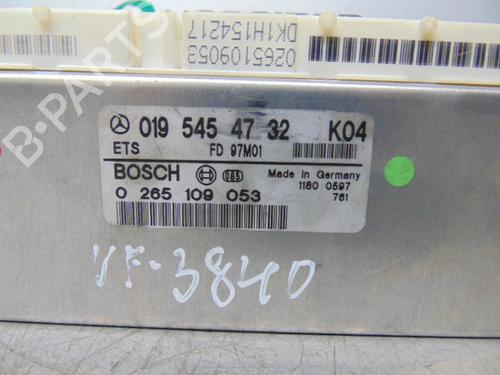 0265109053
DK1H154217
019 545 47 32 K04
ETS FD 97M01
BOSCH 085 Made in Germany
0 265 109 053 1180 0597
761
VF-3840